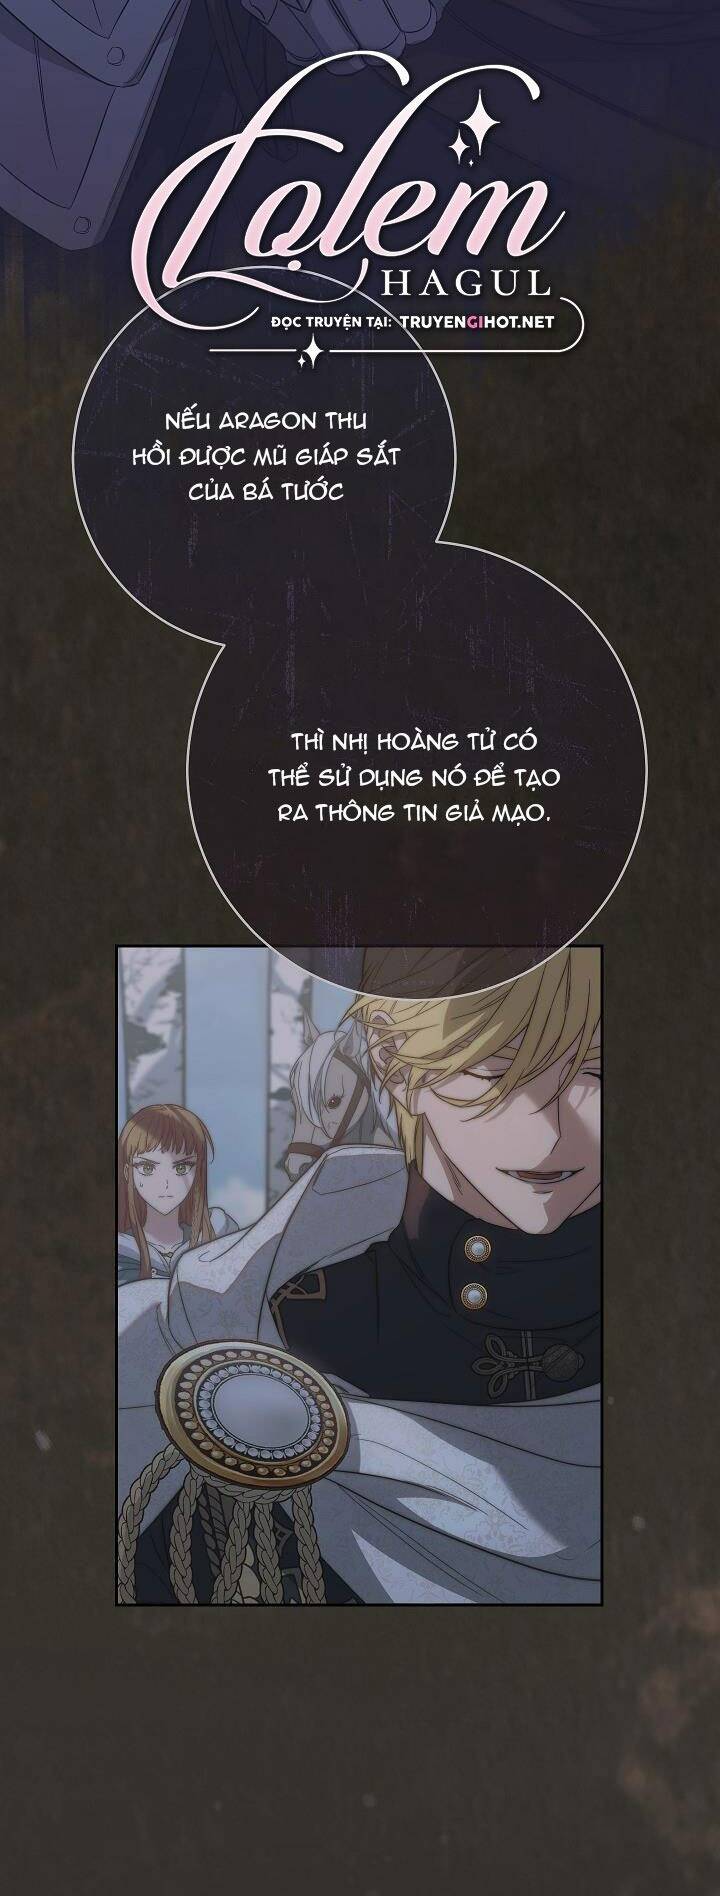 Lọlem
HAGUL
ĐỌC TRUYỆN TẠI: TRUYENGIHOT.NET
NẾU ARAGON THU
HỒI ĐƯỢC MŨ GIÁP SẮT
CỦA BÁ TƯỚC
THÌ NHỊ HOÀNG TỬ CÓ
THỂ SỬ DỤNG NÓ ĐỂ TẠO
RA THÔNG TIN GIẢ MẠO.